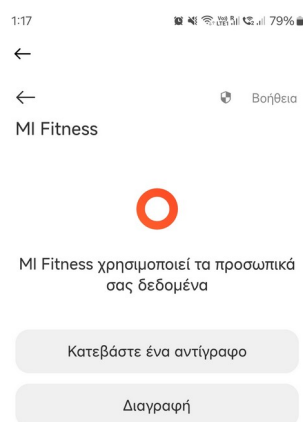 1:17 79%
Βοήθεια
MI Fitness
MI Fitness χρησιμοποιεί τα προσωπικά
σας δεδομένα
Κατεβάστε ένα αντίγραφο
Διαγραφή